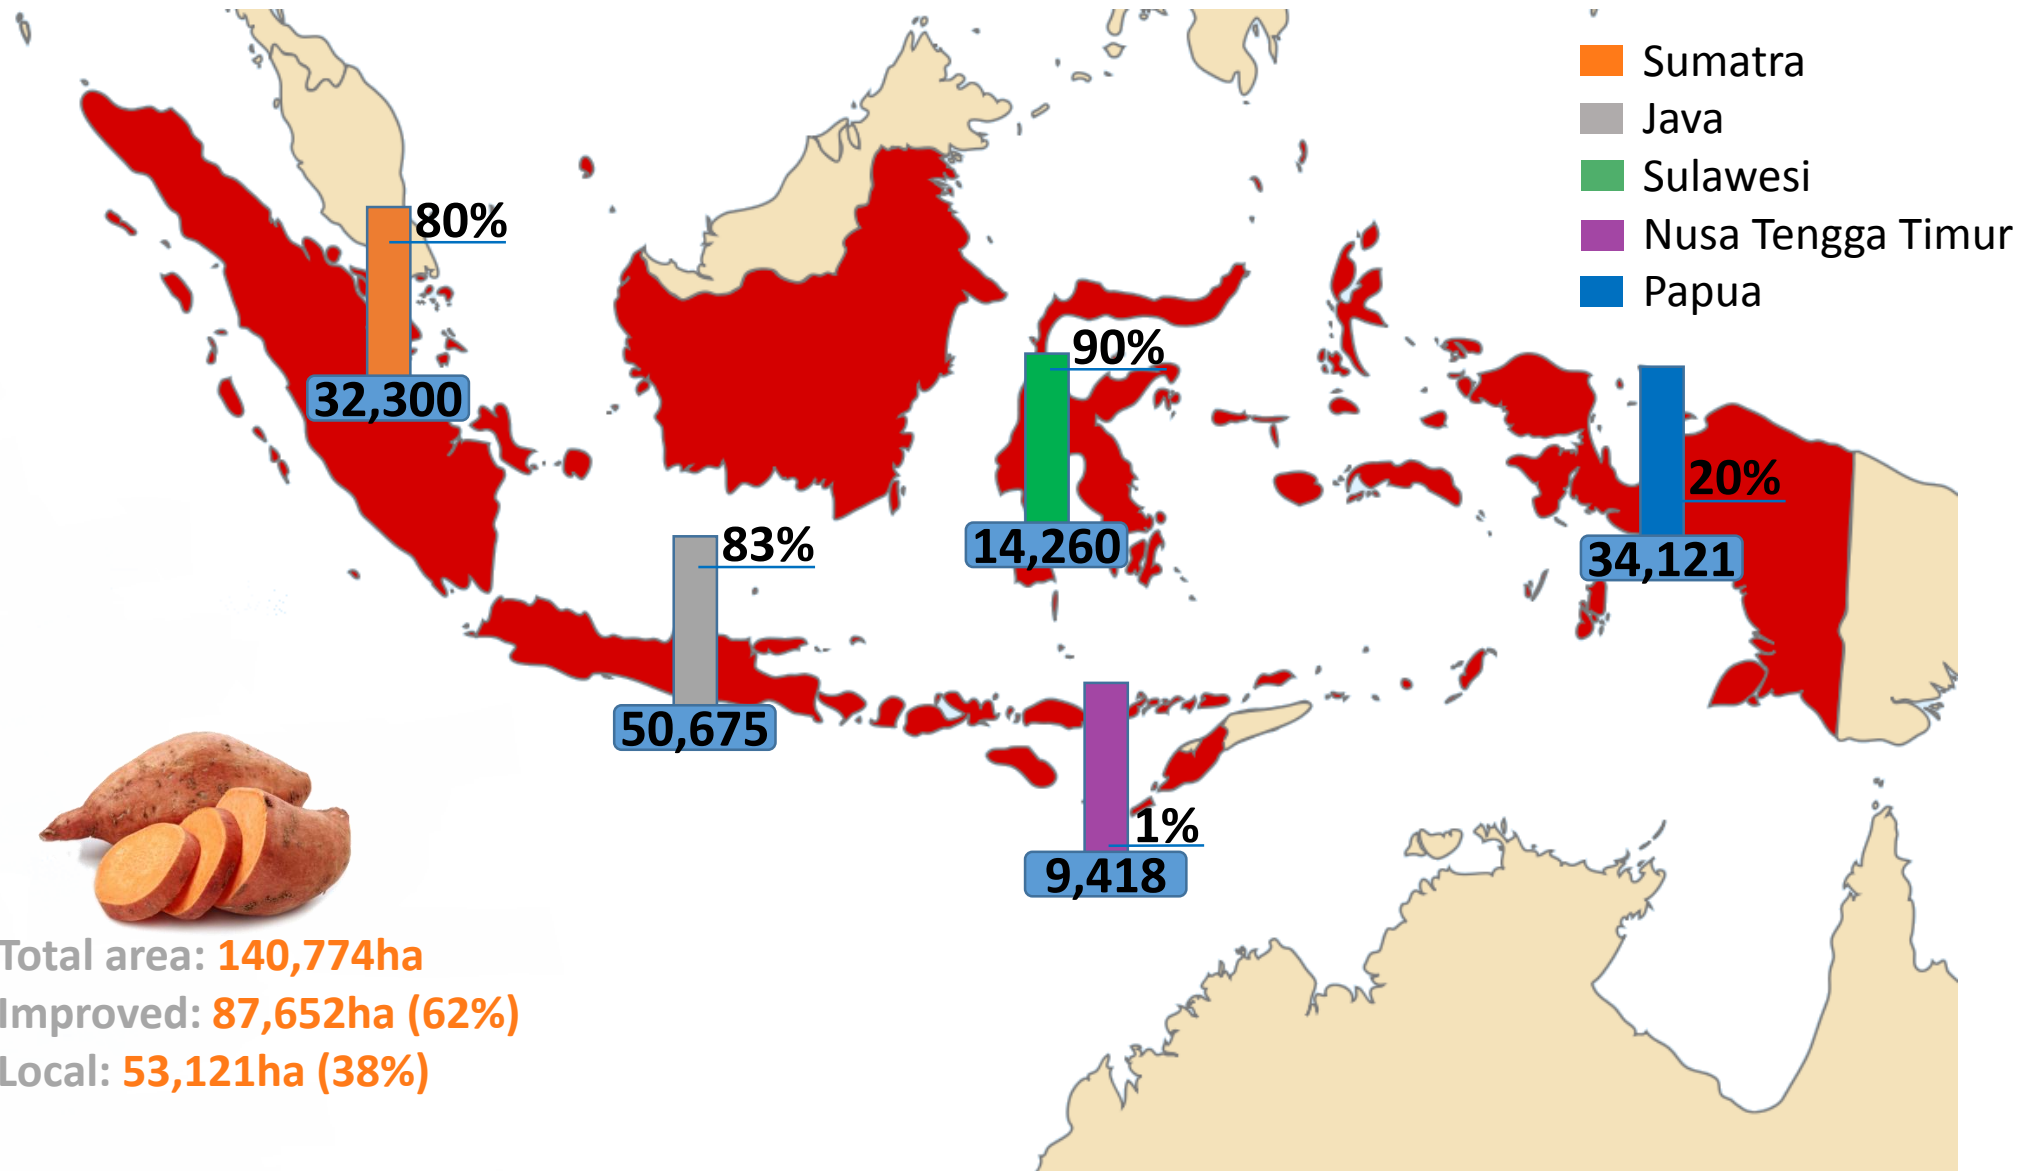 Sumatra
Java
Sulawesi
Nusa Tengga Timur
Papua
80%
32,300
90%
14,260
20%
34,121
83%
50,675
1%
9,418
Total area: 140,774ha
Improved: 87,652ha (62%)
Local: 53,121ha (38%)